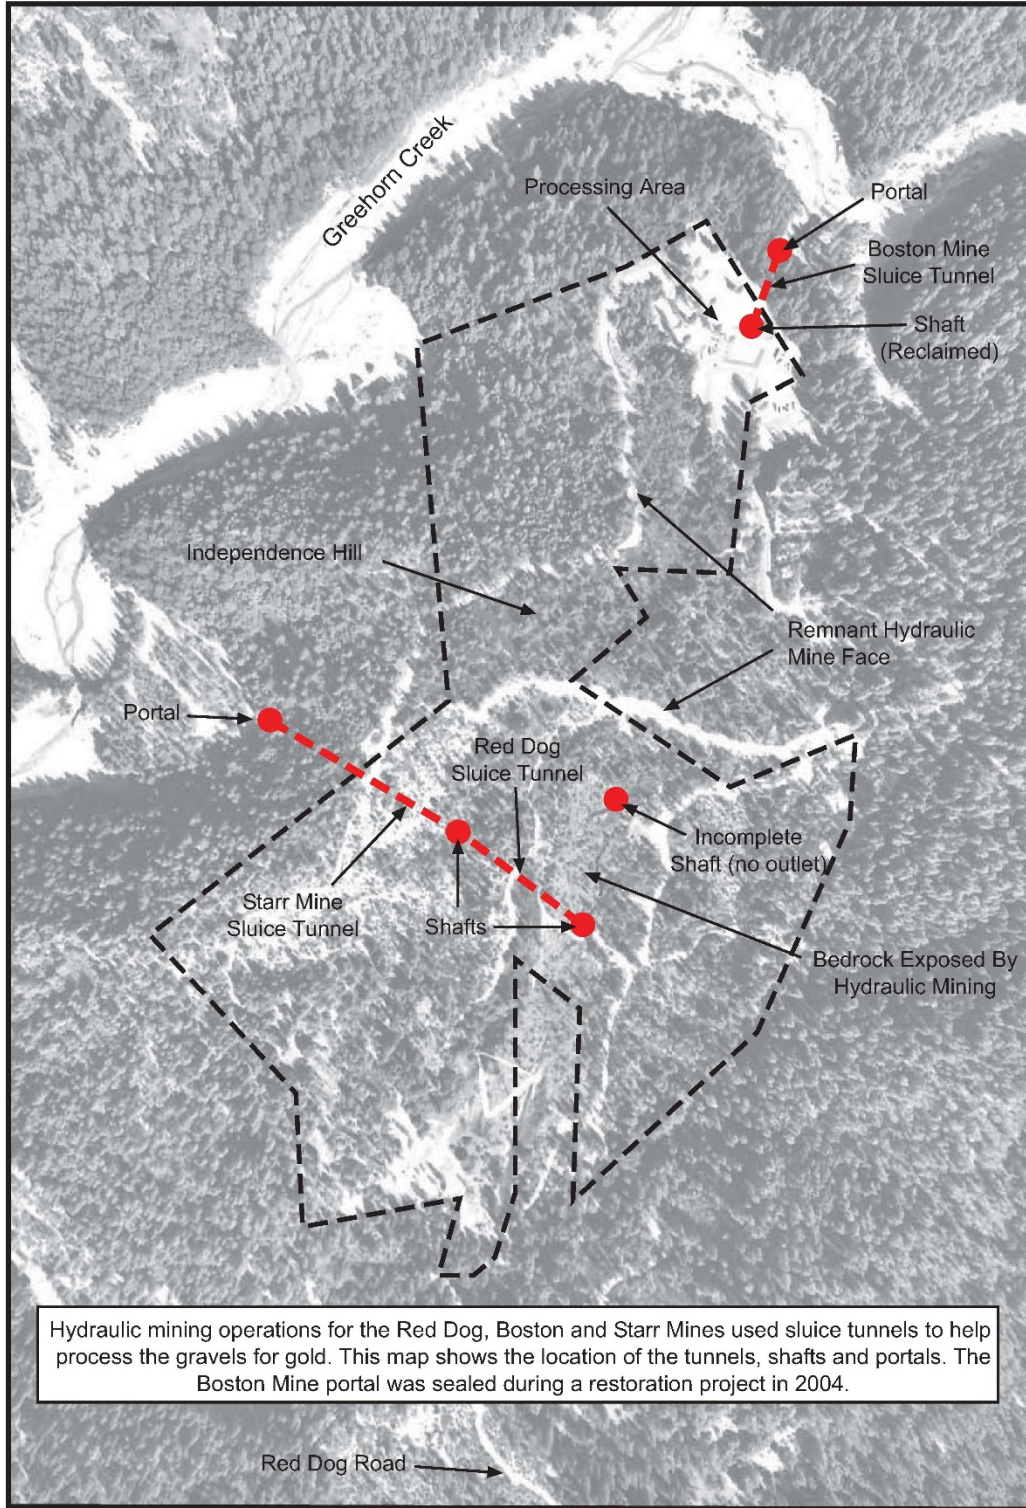 Greehorn Creek
Processing Area
Portal
Boston Mine
Sluice Tunnel
Shaft
(Reclaimed)
Independence Hill
Remnant Hydraulic
Mine Face
Portal
Red Dog
Sluice Tunnel
Incomplete
Shaft (no outlet)
Starr Mine
Sluice Tunnel
Shafts
Bedrock Exposed By
Hydraulic Mining
Hydraulic mining operations for the Red Dog, Boston and Starr Mines used sluice tunnels to help
process the gravels for gold. This map shows the location of the tunnels, shafts and portals. The
Boston Mine portal was sealed during a restoration project in 2004.
Red Dog Road